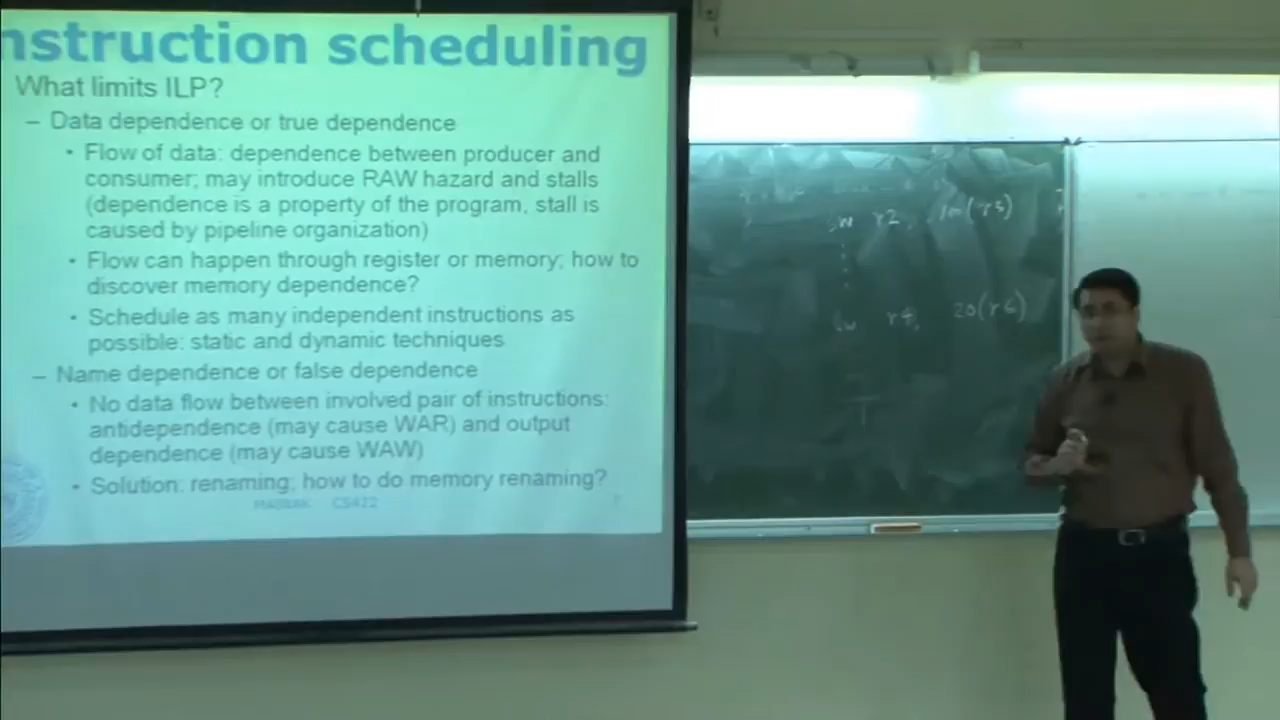 nstruction scheduling
What limits ILP?
– Data dependence or true dependence
• Flow of data: dependence between producer and
consumer; may introduce RAW hazard and stalls
(dependence is a property of the program, stall is
caused by pipeline organization)
• Flow can happen through register or memory; how to
discover memory dependence?
• Schedule as many independent instructions as
possible: static and dynamic techniques
– Name dependence or false dependence
• No data flow between involved pair of instructions:
antidependence (may cause WAR) and output
dependence (may cause WAW)
• Solution: renaming; how to do memory renaming?
CS422
r2, 10(r3)
lw r4, 20(r6)